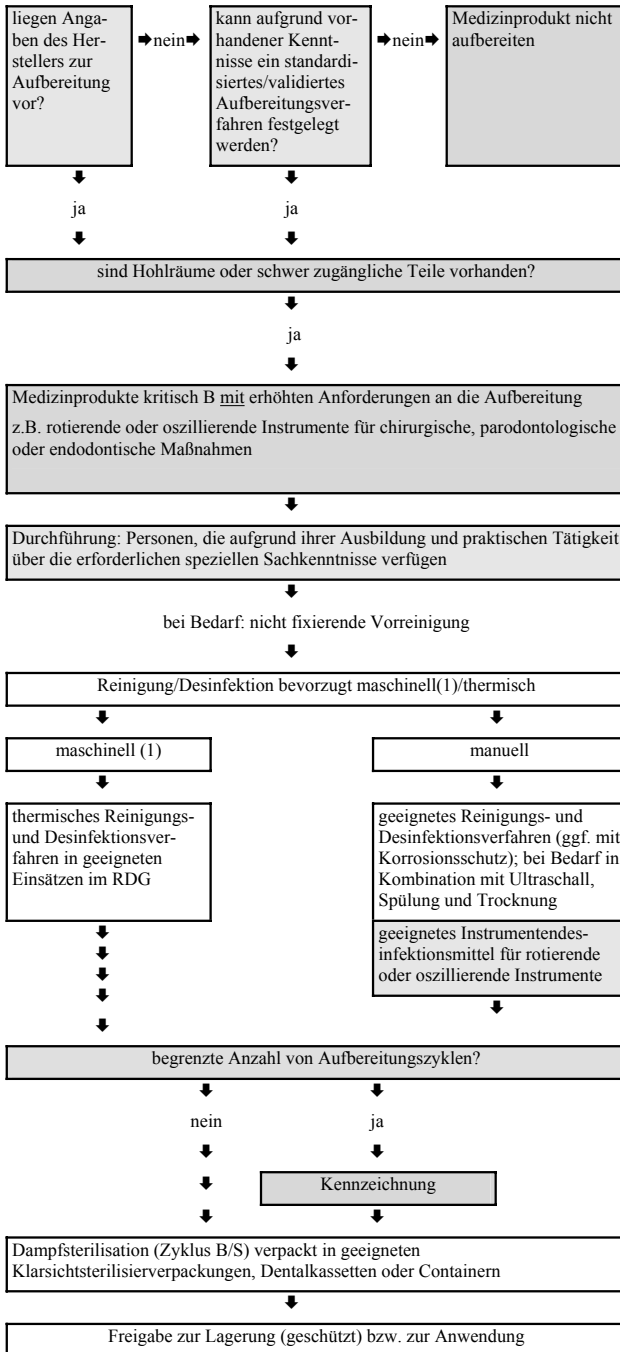 liegen Anga-
ben des Her-
stellers zur
Aufbereitung
vor?
nein
kann aufgrund vor-
handener Kennt-
nisse ein standardi-
siertes/validiertes
Aufbereitungsver-
fahren festgelegt
werden?
nein
Medizinprodukt nicht
aufbereiten
ja
ja
sind Hohlräume oder schwer zugängliche Teile vorhanden?
ja
Medizinprodukte kritisch B mit erhöhten Anforderungen an die Aufbereitung
z.B. rotierende oder oszillierende Instrumente für chirurgische, parodontologische
oder endodontische Maßnahmen
Durchführung: Personen, die aufgrund ihrer Ausbildung und praktischen Tätigkeit
über die erforderlichen speziellen Sachkenntnisse verfügen
bei Bedarf: nicht fixierende Vorreinigung
Reinigung/Desinfektion bevorzugt maschinell(1)/thermisch
maschinell (1)
manuell
thermisches Reinigungs-
und Desinfektionsver-
fahren in geeigneten
Einsätzen im RDG
geeignetes Reinigungs- und
Desinfektionsverfahren (ggf. mit
Korrosionsschutz); bei Bedarf in
Kombination mit Ultraschall,
Spülung und Trocknung
geeignetes Instrumentendes-
infektionsmittel für rotierende
oder oszillierende Instrumente
begrenzte Anzahl von Aufbereitungszyklen?
nein
ja
Kennzeichnung
Dampfsterilisation (Zyklus B/S) verpackt in geeigneten
Klarsichtsterilisierverpackungen, Dentalkassetten oder Containern
Freigabe zur Lagerung (geschützt) bzw. zur Anwendung